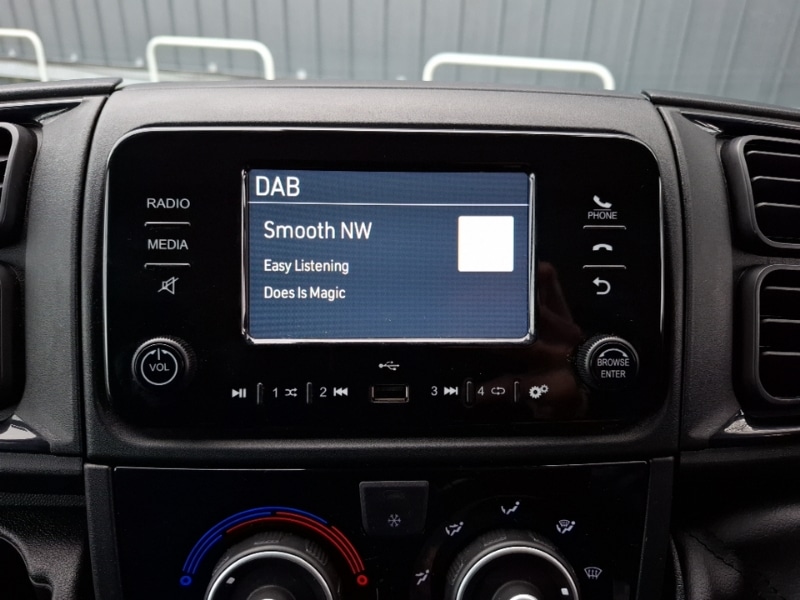 DAB
Smooth NW
Easy Listening
Does Is Magic
RADIO
MEDIA
VOL
PHONE
BROWSE
ENTER
1
2
3
4